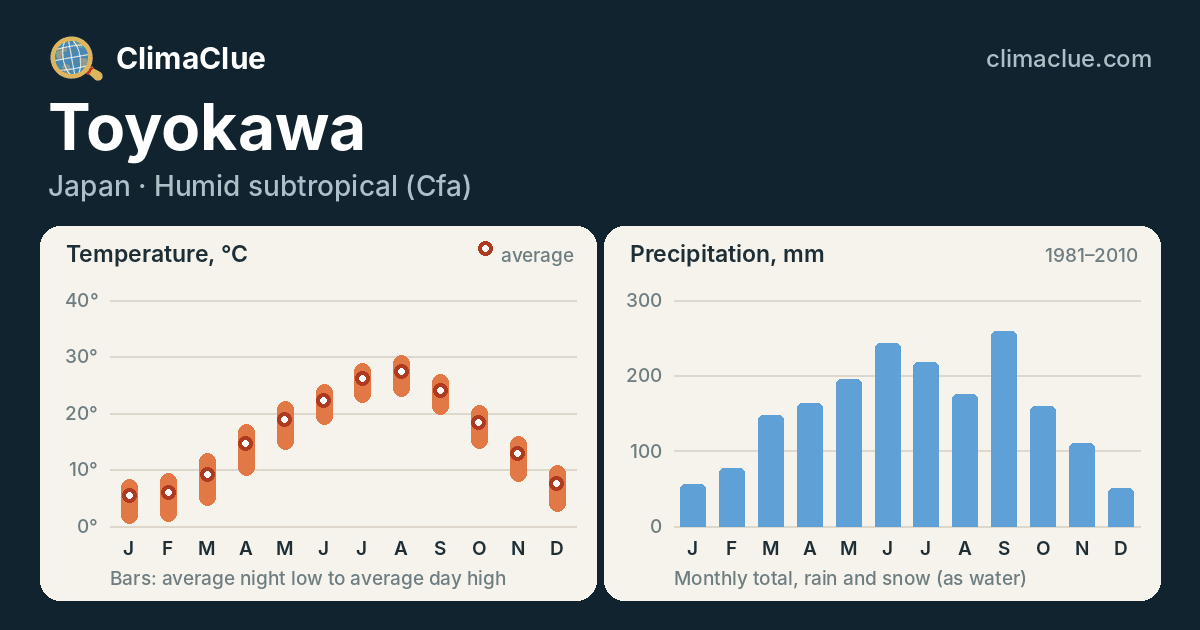 ClimaClue
climaclue.com
Toyokawa
Japan · Humid subtropical (Cfa)
Temperature, °C
average
40°
30°
20°
10°
0°
J F M A M J J A S O N D
Bars: average night low to average day high
Precipitation, mm
1981–2010
300
200
100
0
J F M A M J J A S O N D
Monthly total, rain and snow (as water)